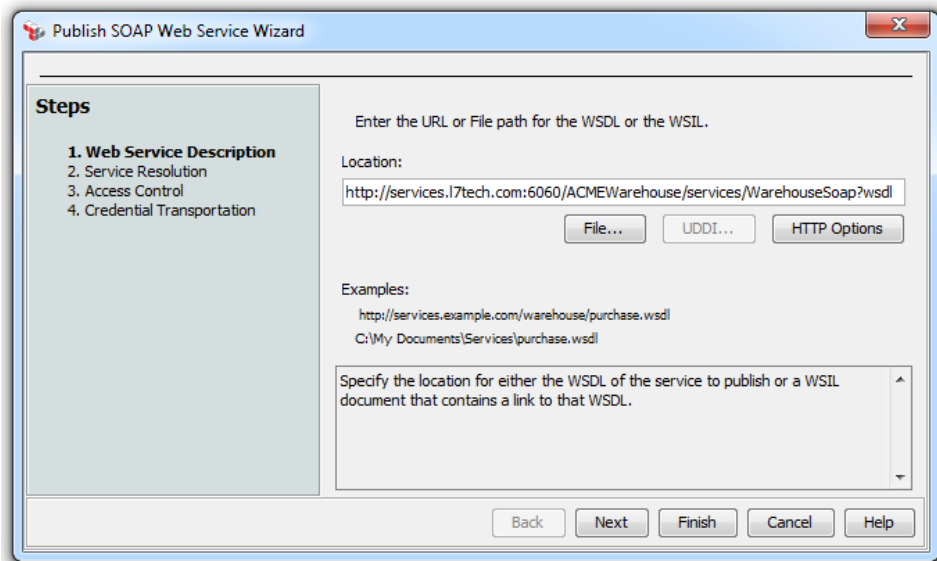 Publish SOAP Web Service Wizard
Steps
1. Web Service Description
2. Service Resolution
3. Access Control
4. Credential Transportation
Enter the URL or File path for the WSDL or the WSIL.
Location:
http://services.l7tech.com:6060/ACMEWarehouse/services/WarehouseSoap?wsdl
File...
UDDI...
HTTP Options
Examples:
http://services.example.com/warehouse/purchase.wsdl
C:\My Documents\Services\purchase.wsdl
Specify the location for either the WSDL of the service to publish or a WSIL
document that contains a link to that WSDL.
Back
Next
Finish
Cancel
Help